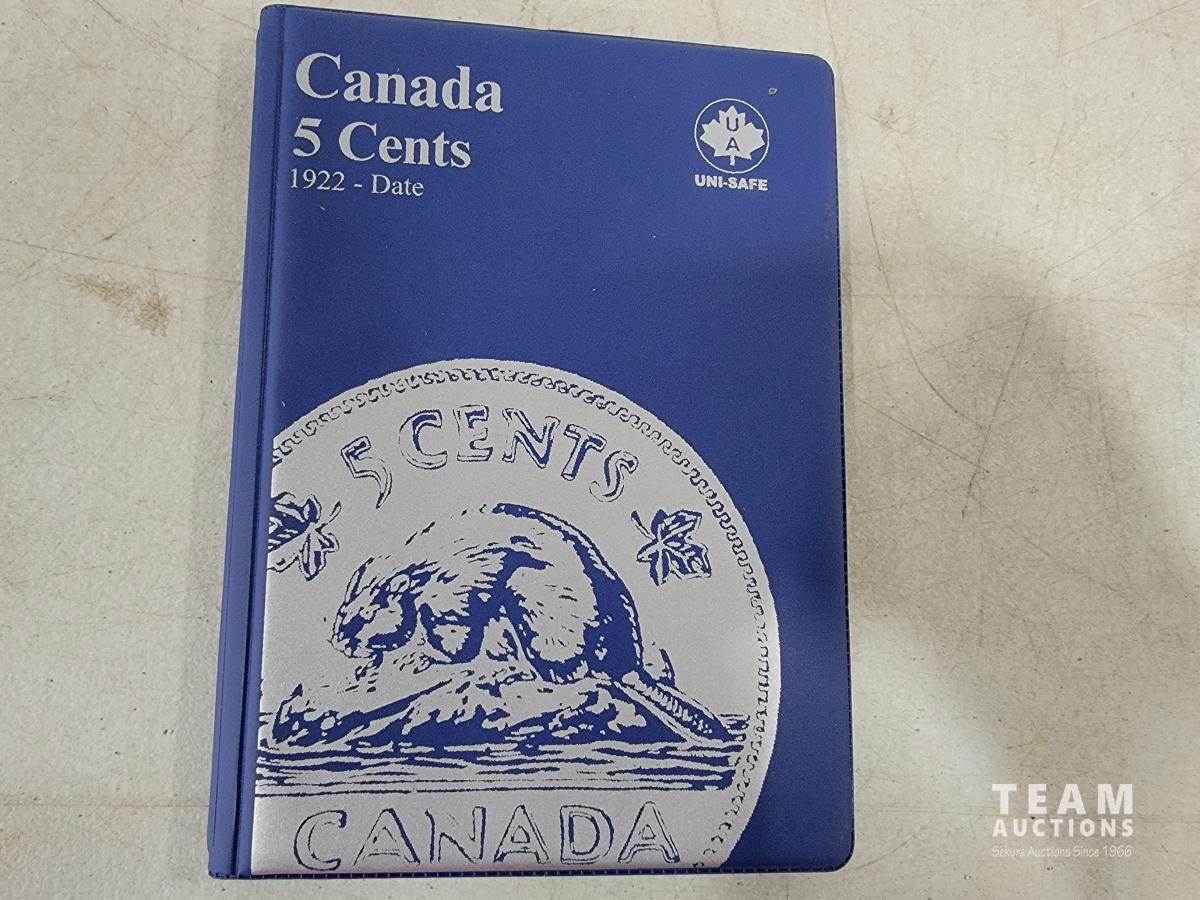 Canada
5 Cents
1922 - Date
U
A
UNI-SAFE
5 CENTS
CANADA
TEAM
AUCTIONS
Sekura Auctions Since 1966